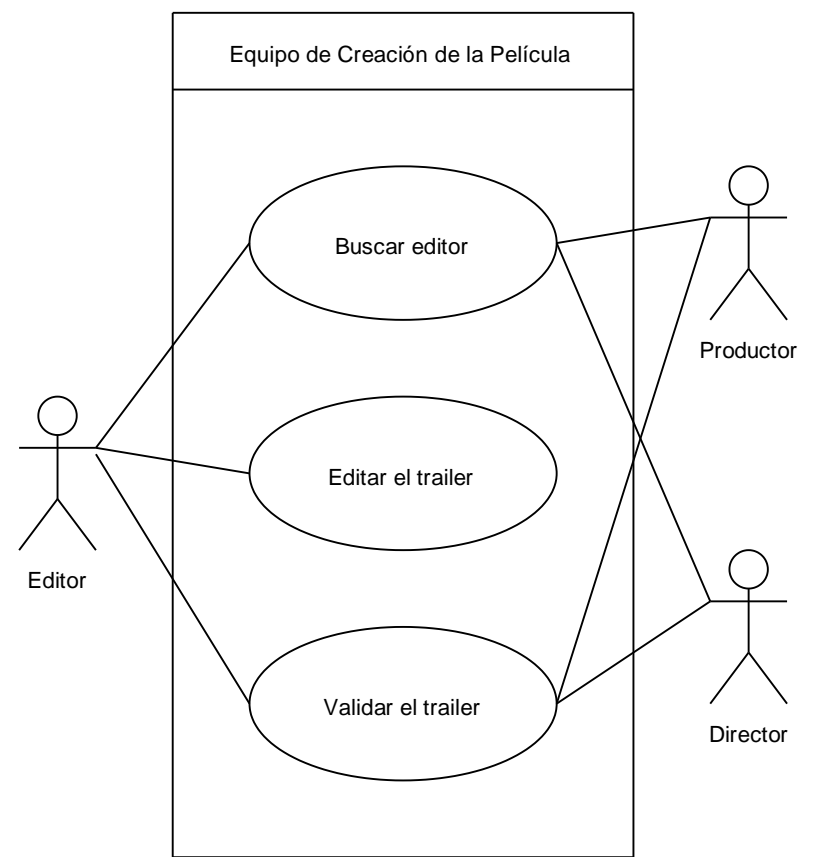 Equipo de Creación de la Película
Buscar editor
Productor
Editar el trailer
Editor
Validar el trailer
Director